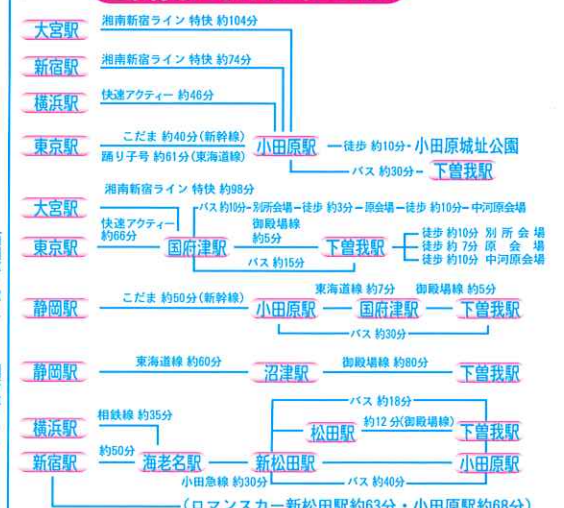 大宮駅 湘南新宿ライン 特快 約104分
新宿駅 湘南新宿ライン 特快 約74分
横浜駅 快速アクティー 約46分
東京駅 こだま 約40分(新幹線) 小田原駅 徒歩 約10分・小田原城址公園
踊り子号 約61分(東海道線)
バス 約30分 下曽我駅
湘南新宿ライン 特快 約98分
大宮駅 バス約10分-別所会場-徒歩 約3分-原会場-徒歩 約10分-中河原会場
快速アクティー 約66分
御殿場線 約5分
東京駅 国府津駅 下曽我駅
徒歩 約10分 別所会場
徒歩 約 7分 原会場
徒歩 約10分 中河原会場
バス 約15分
静岡駅 こだま 約50分(新幹線) 小田原駅 東海道線 約7分 国府津駅 御殿場線 約5分 下曽我駅
バス 約30分
静岡駅 東海道線 約60分 沼津駅 御殿場線 約80分 下曽我駅
バス 約18分
横浜駅 相鉄線 約35分 松田駅 約12分(御殿場線) 下曽我駅
新宿駅 約50分 海老名駅 新松田駅 小田原駅
小田急線 約30分 バス 約40分
(ロマンスカー新松田駅約63分・小田原駅約68分)